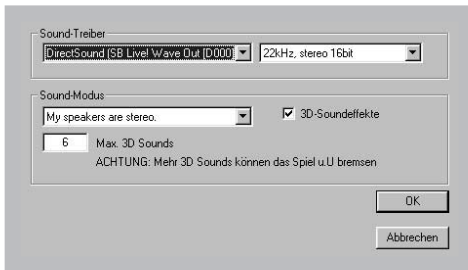 Sound-Treiber
DirectSound (SB Live! Wave Out [D000] 22kHz, stereo 16bit
Sound-Modus
My speakers are stereo. 3D-Soundeffekte
6 Max. 3D Sounds
ACHTUNG: Mehr 3D Sounds können das Spiel u.U bremsen
OK
Abbrechen